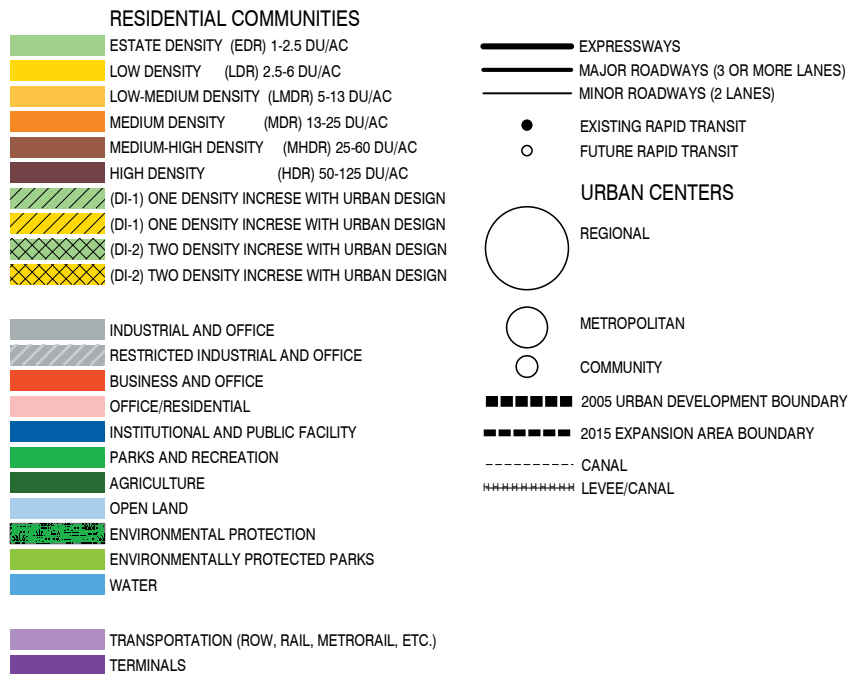 RESIDENTIAL COMMUNITIES
ESTATE DENSITY (EDR) 1-2.5 DU/AC
LOW DENSITY (LDR) 2.5-6 DU/AC
LOW-MEDIUM DENSITY (LMDR) 5-13 DU/AC
MEDIUM DENSITY (MDR) 13-25 DU/AC
MEDIUM-HIGH DENSITY (MHDR) 25-60 DU/AC
HIGH DENSITY (HDR) 50-125 DU/AC
(DI-1) ONE DENSITY INCRESE WITH URBAN DESIGN
(DI-1) ONE DENSITY INCRESE WITH URBAN DESIGN
(DI-2) TWO DENSITY INCRESE WITH URBAN DESIGN
(DI-2) TWO DENSITY INCRESE WITH URBAN DESIGN
INDUSTRIAL AND OFFICE
RESTRICTED INDUSTRIAL AND OFFICE
BUSINESS AND OFFICE
OFFICE/RESIDENTIAL
INSTITUTIONAL AND PUBLIC FACILITY
PARKS AND RECREATION
AGRICULTURE
OPEN LAND
ENVIRONMENTAL PROTECTION
ENVIRONMENTALLY PROTECTED PARKS
WATER
TRANSPORTATION (ROW, RAIL, METRORAIL, ETC.)
TERMINALS
EXPRESSWAYS
MAJOR ROADWAYS (3 OR MORE LANES)
MINOR ROADWAYS (2 LANES)
EXISTING RAPID TRANSIT
FUTURE RAPID TRANSIT
URBAN CENTERS
REGIONAL
METROPOLITAN
COMMUNITY
2005 URBAN DEVELOPMENT BOUNDARY
2015 EXPANSION AREA BOUNDARY
CANAL
LEVEE/CANAL